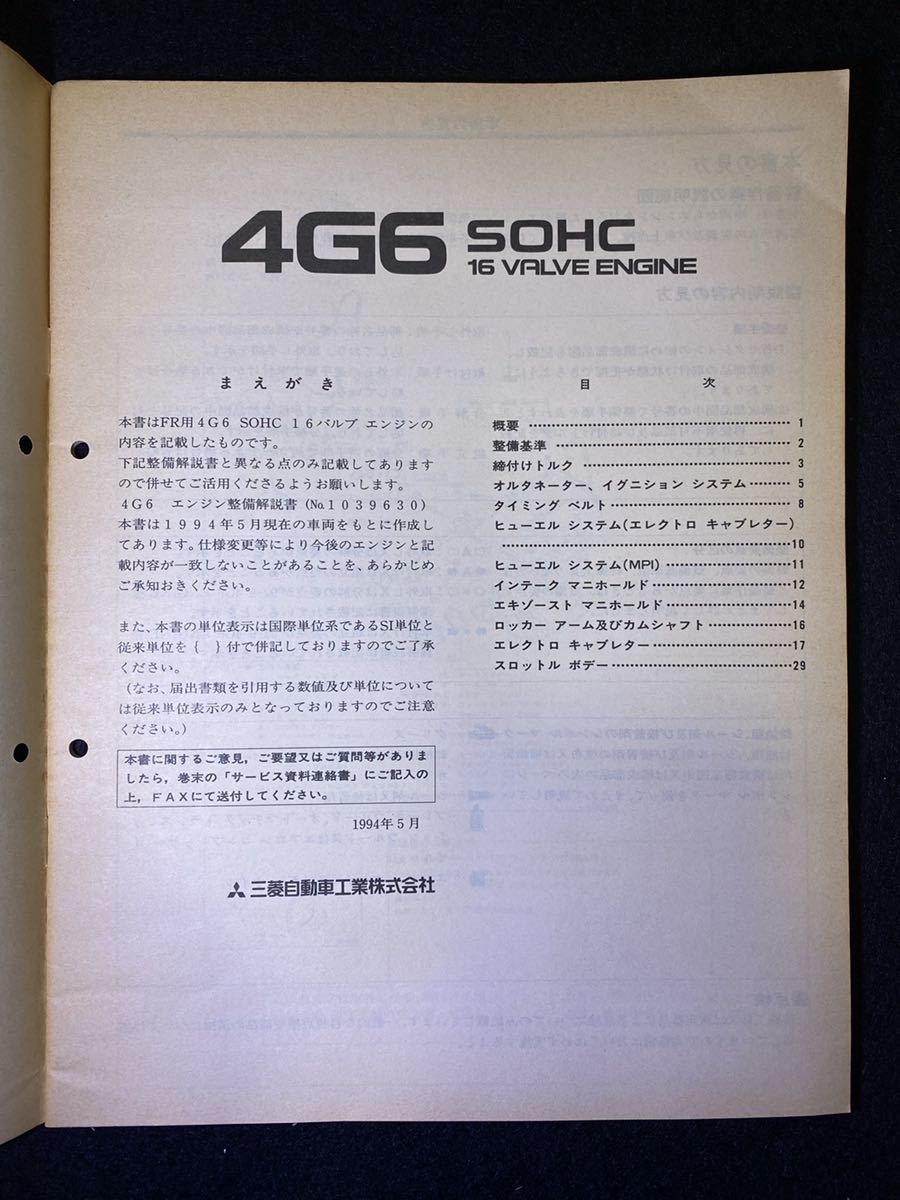 4G6 SOHC
16 VALVE ENGINE
まえがき
本書はFR用4G6 SOHC 16バルブ エンジンの
内容を記載したものです。
下記整備解説書と異なる点のみ記載してあります
ので併せてご活用くださるようお願いします。
4G6 エンジン整備解説書(No.1039630)
本書は1994年5月現在の車両をもとに作成し
てあります。仕様変更等により今後のエンジンと記
載内容が一致しないことがあることを、あらかじめ
ご承知おきください。
また、本書の単位表示は国際単位系であるSI単位と
従来単位を{ }付で併記しておりますのでご了承
ください。
(なお、届出書類を引用する数値及び単位について
は従来単位表示のみとなっておりますのでご注意
ください。)
本書に関するご意見,ご要望又はご質問等がありま
したら,巻末の「サービス資料連絡書」にご記入の
上,FAXにて送付してください。
1994年5月
三菱自動車工業株式会社
目 次
概要 ………… 1
整備基準 ………… 2
締付けトルク ………… 3
オルタネーター、イグニション システム ………… 5
タイミング ベルト ………… 8
ヒューエル システム(エレクトロ キャブレター)
………… 10
ヒューエル システム(MPI) ………… 11
インテーク マニホールド ………… 12
エキゾースト マニホールド ………… 14
ロッカー アーム及びカムシャフト ………… 16
エレクトロ キャブレター ………… 17
スロットル ボデー ………… 29